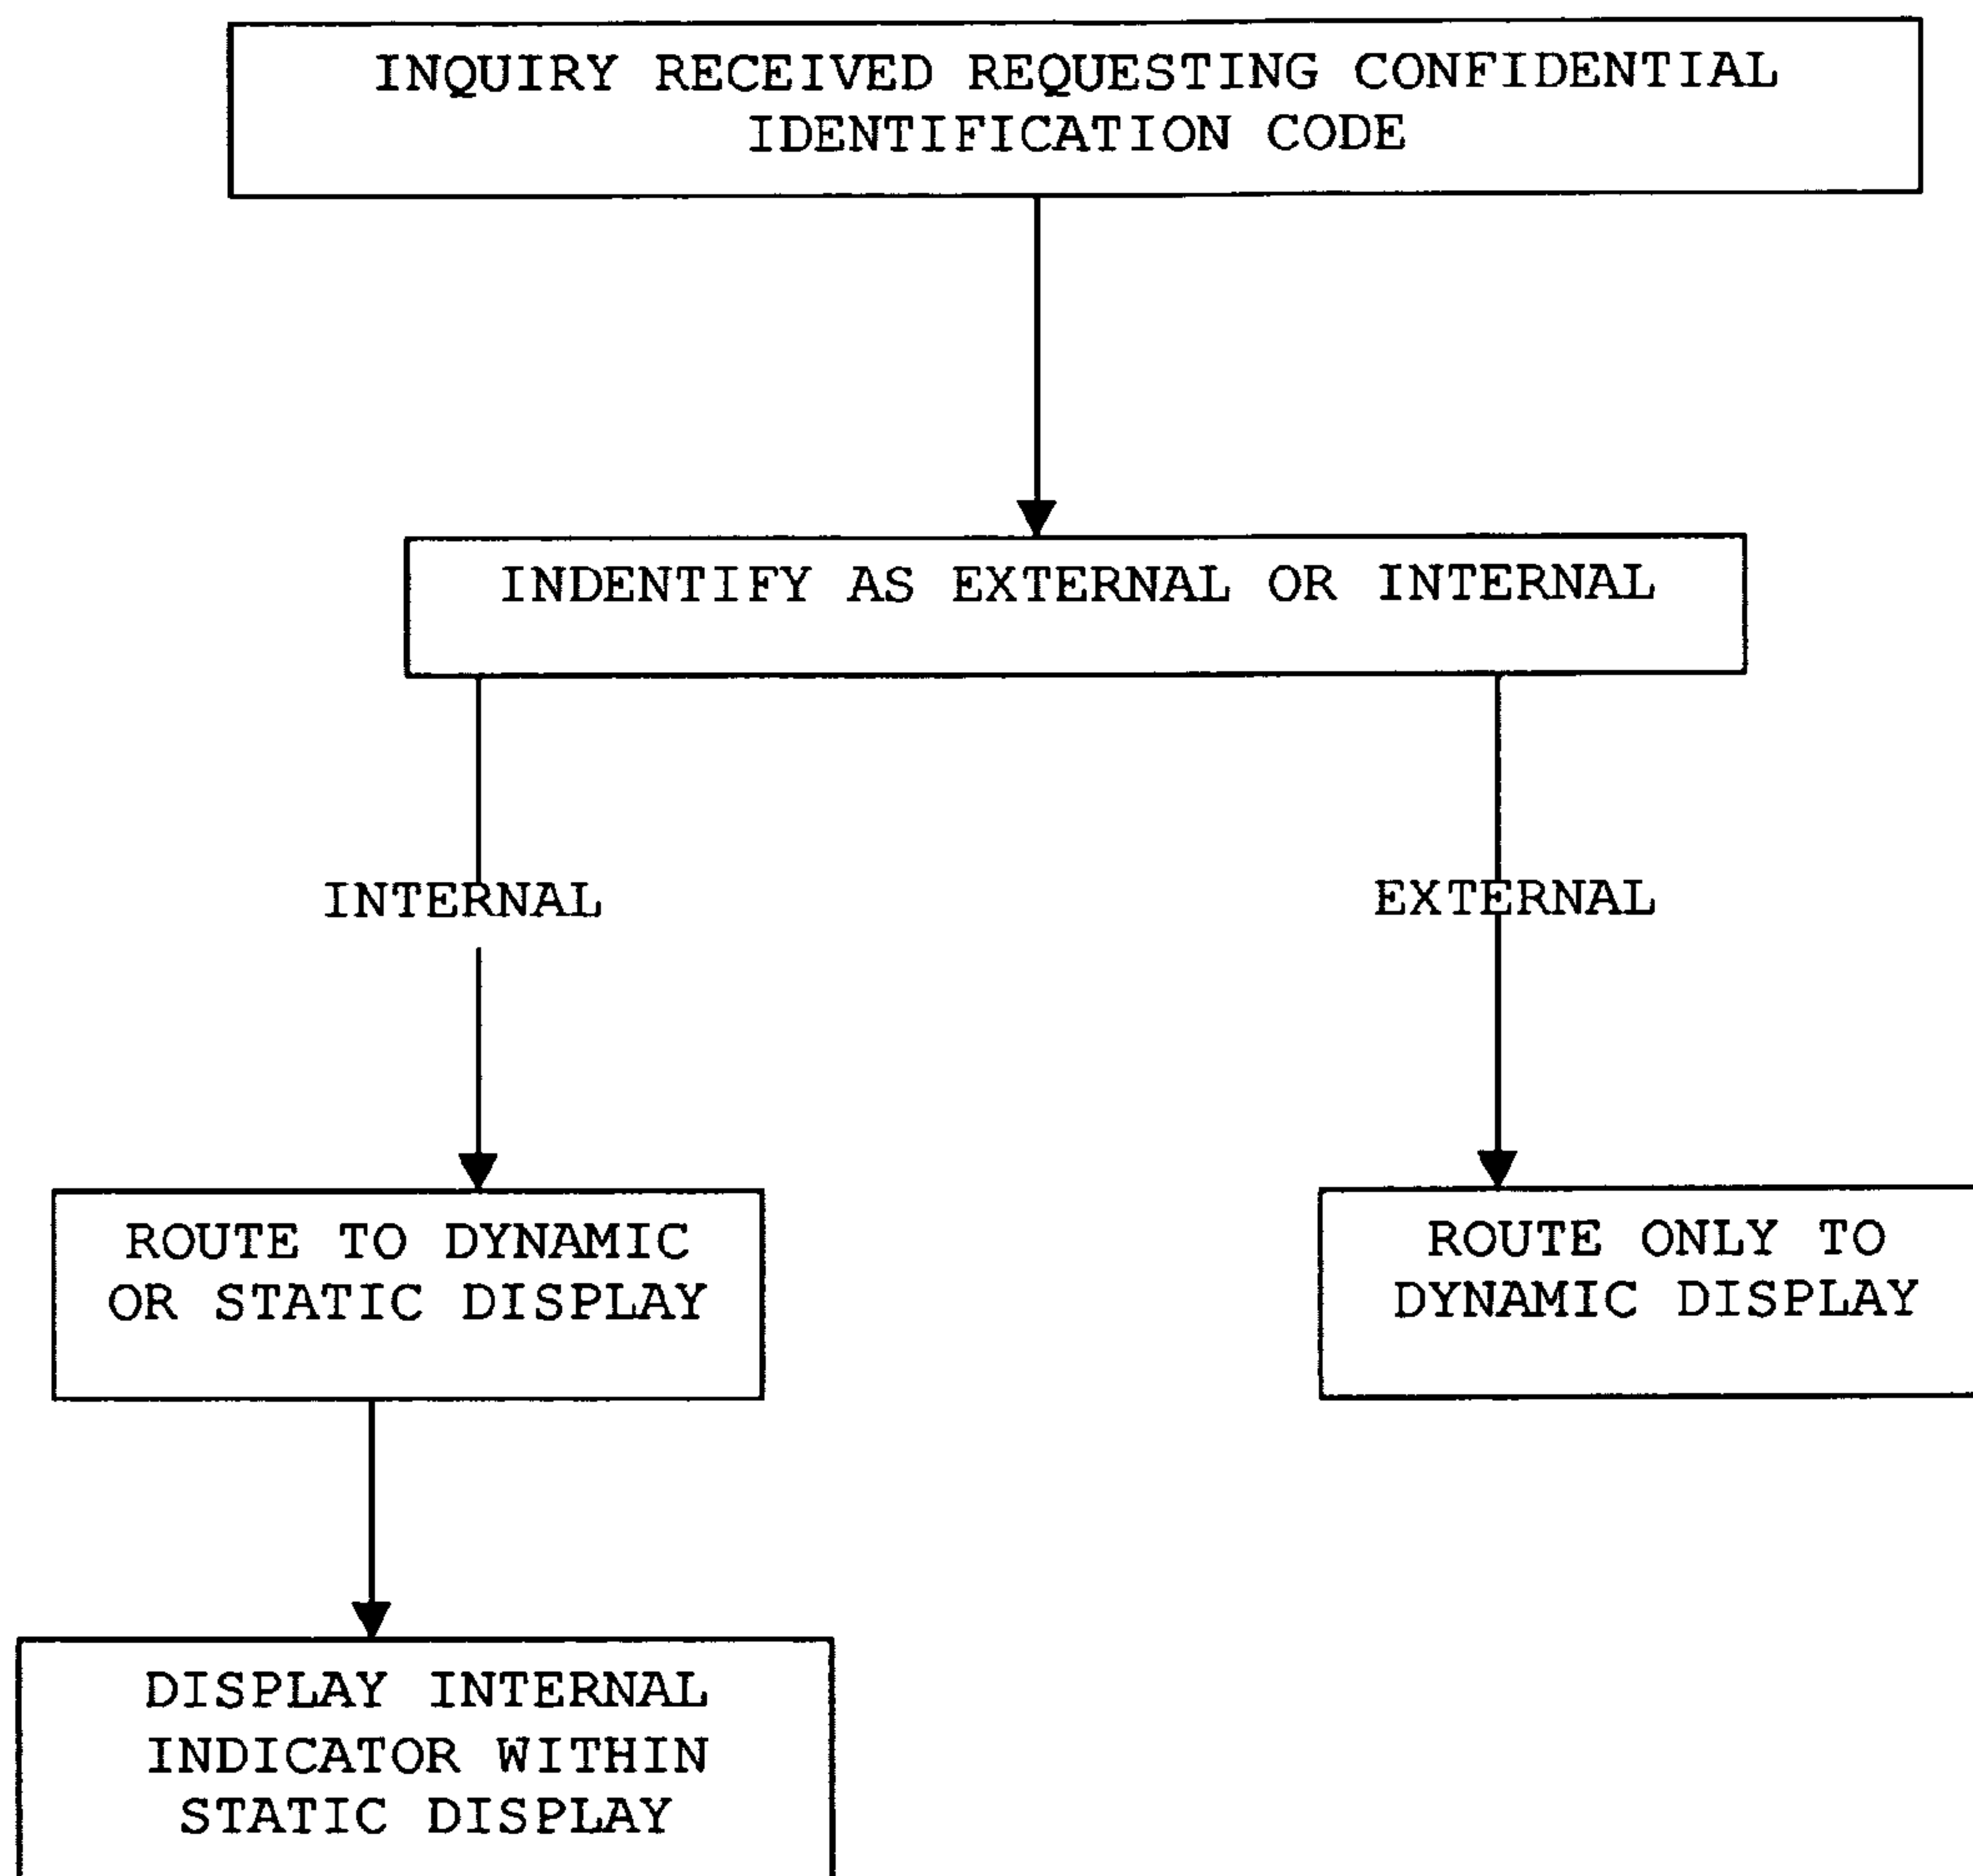 INQUIRY RECEIVED REQUESTING CONFIDENTIAL
IDENTIFICATION CODE
INDENTIFY AS EXTERNAL OR INTERNAL
INTERNAL
EXTERNAL
ROUTE TO DYNAMIC
OR STATIC DISPLAY
ROUTE ONLY TO
DYNAMIC DISPLAY
DISPLAY INTERNAL
INDICATOR WITHIN
STATIC DISPLAY